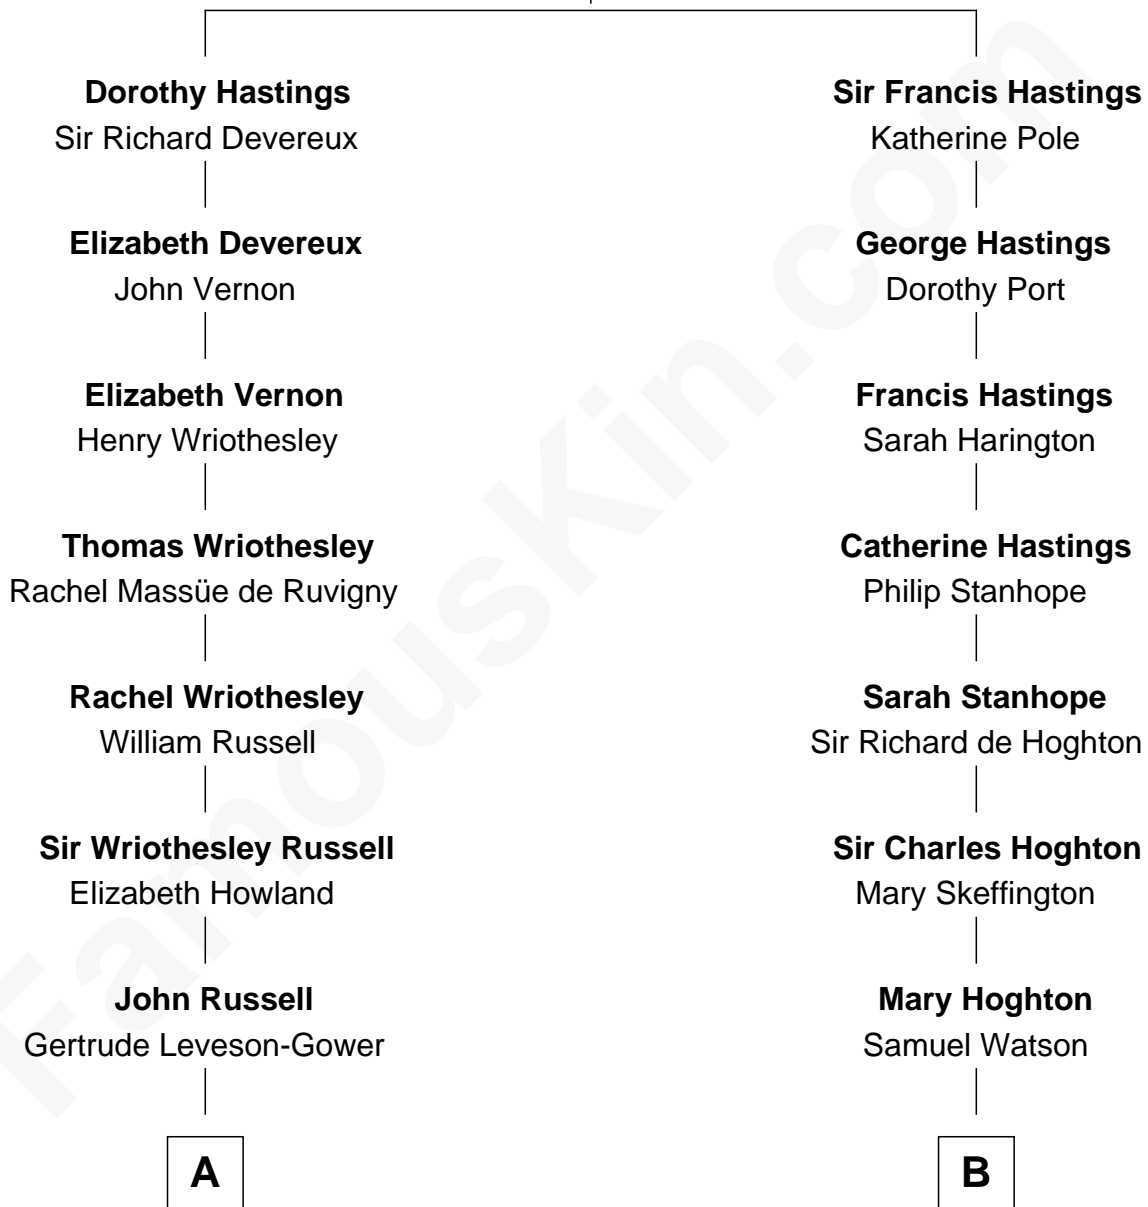 Dorothy Hastings
Sir Richard Devereux
Elizabeth Devereux
John Vernon
Elizabeth Vernon
Henry Wriothesley
Thomas Wriothesley
Rachel Massüe de Ruvigny
Rachel Wriothesley
William Russell
Sir Wriothesley Russell
Elizabeth Howland
John Russell
Gertrude Leveson-Gower
A
Sir Francis Hastings
Katherine Pole
George Hastings
Dorothy Port
Francis Hastings
Sarah Harington
Catherine Hastings
Philip Stanhope
Sarah Stanhope
Sir Richard de Hoghton
Sir Charles Hoghton
Mary Skeffington
Mary Hoghton
Samuel Watson
B
FamousKin.com